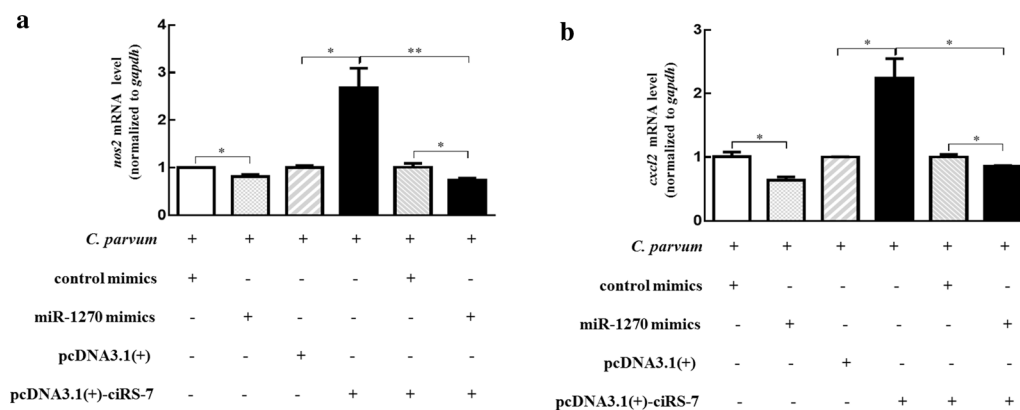 a
nos2 mRNA level
(normalized to gapdh)
4
3
2
1
0
*
*
**
*
C. parvum + + + + + +
control mimics + - - - + -
miR-1270 mimics - + - - - +
pcDNA3.1(+) - - + - - -
pcDNA3.1(+)-ciRS-7 - - - + + +
b
cxcl2 mRNA level
(normalized to gapdh)
3
2
1
0
*
*
*
*
C. parvum + + + + + +
control mimics + - - - + -
miR-1270 mimics - + - - - +
pcDNA3.1(+) - - + - - -
pcDNA3.1(+)-ciRS-7 - - - + + +